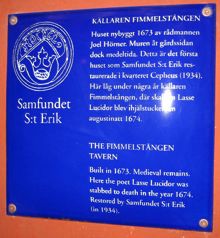 Samfundet
S:t Erik
KÄLLAREN FIMMELSTÅNGEN
Huset nybyggt 1673 av rådmannen
Joel Hörner. Muren åt gårdssidan
dock medeltida. Detta är det första
huset som Samfundet S:t Erik res-
taurerade i kvarteret Cepheus (1934).
Här låg under några år källaren
Fimmelstången, där Lasse
Lucidor blev ihjälstucken
augustinatt 1674.
THE FIMMELSTÅNGEN
TAVERN
Built in 1673. Medieval remains.
Here the poet Lasse Lucidor was
stabbed to death in the year 1674.
Restored by Samfundet S:t Erik
(in 1934).